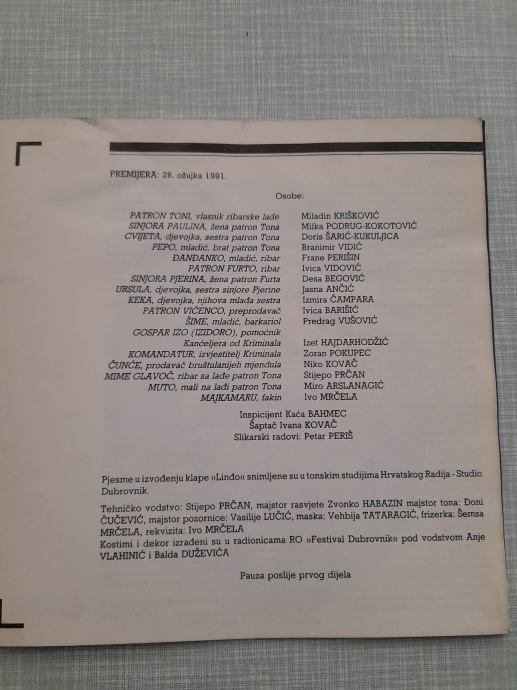 PREMIJERA: 26. ožujka 1991.
Osobe:
PATRON TONI, vlasnik ribarske lađe Miladin KRIŠKOVIĆ
SINJORA PAULINA, žena patron Tona Milka PODRUG-KOKOTOVIĆ
CVIJETA, djevojka, sestra patron Tona Doris ŠARIĆ-KUKULJICA
PEPO, mladić, brat patron Tona Branimir VIDIĆ
DANDANKO, mladić, ribar Frane PERIŠIN
PATRON FURTO, ribar Ivica VIDOVIĆ
SINJORA PJERINA, žena patron Furta Desa BEGOVIĆ
URSULA, djevojka, sestra sinjore Pjerine Jasna ANČIĆ
KEKA, djevojka, njihova mlađa sestra Izmira ČAMPARA
PATRON VIĆENCO, preprodavač Ivica BARIŠIĆ
ŠIME, mladić, barkariol Predrag VUŠOVIĆ
GOSPAR IZO (IZIDORO), pomoćnik
Kančeljera od Kriminala Izet HAJDARHODŽIĆ
KOMANDATUR, izvjestitelj Kriminala Zoran POKUPEC
ČUNĆE, prodavač bruštulanijeh mjendula Niko KOVAČ
MIME GLAVOČ, ribar sa lađe patron Tona Stijepo PRČAN
MUTO, mali na lađi patron Tona Miro ARSLANAGIĆ
MAJKAMARU, fakin Ivo MRČELA
Inspicijent Kaća BAHMEC
Šaptač Ivana KOVAČ
Slikarski radovi: Petar PERIŠ
Pjesme u izvođenju klape »Linđo« snimljene su u tonskim studijima Hrvatskog Radija - Studio
Dubrovnik.
Tehničko vodstvo: Stijepo PRČAN, majstor rasvjete Zvonko HABAZIN majstor tona: Đoni
ČUČEVIĆ, majstor pozornice: Vasilije LUČIĆ, maska: Vehbija TATARAGIĆ, frizerka: Šemsa
MRČELA, rekvizita: Ivo MRČELA
Kostimi i dekor izrađeni su u radionicama RO »Festival Dubrovnik« pod vodstvom Anje
VLAHINIĆ i Balda DUŽEVIĆA
Pauza poslije prvog dijela